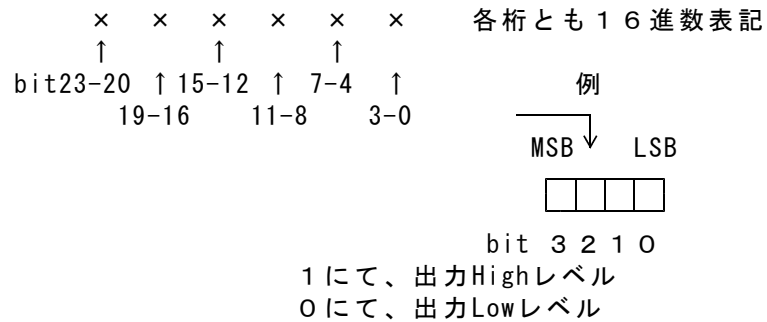 × × × × × × 各桁とも16進数表記
↑ ↑ ↑
bit23-20 ↑ 15-12 ↑ 7-4 ↑ 例
19-16 11-8 3-0
MSB LSB
bit 3 2 1 0
1にて、出力Highレベル
0にて、出力Lowレベル